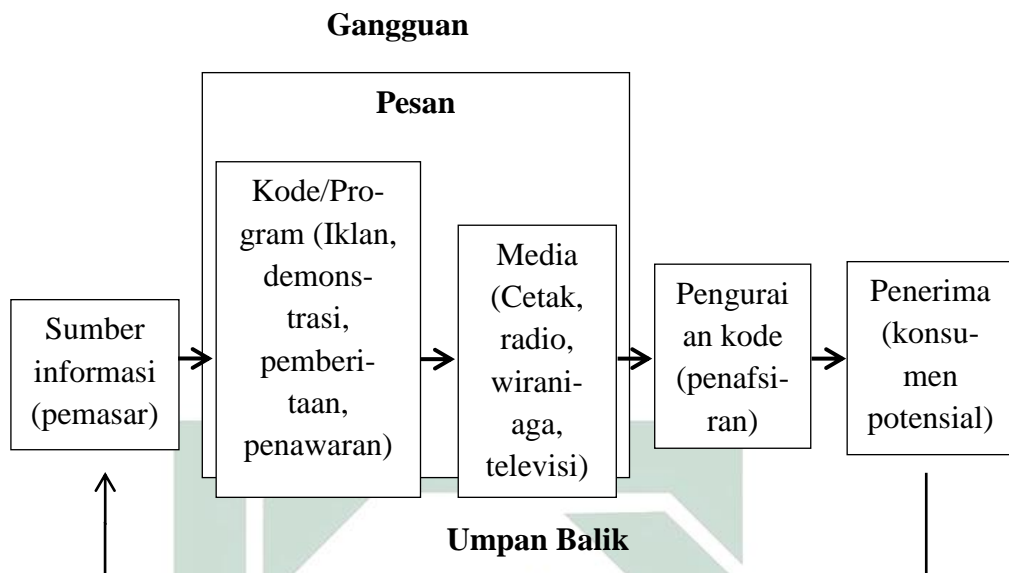 Gangguan
Pesan
Sumber
informasi
(pemasar)
Kode/Pro-
gram (Iklan,
demons-
trasi,
pemberi-
taan,
penawaran)
Media
(Cetak,
radio,
wirani-
aga,
televisi)
Pengurai
an kode
(penafsi-
ran)
Penerima
(konsu-
men
potensial)
Umpan Balik